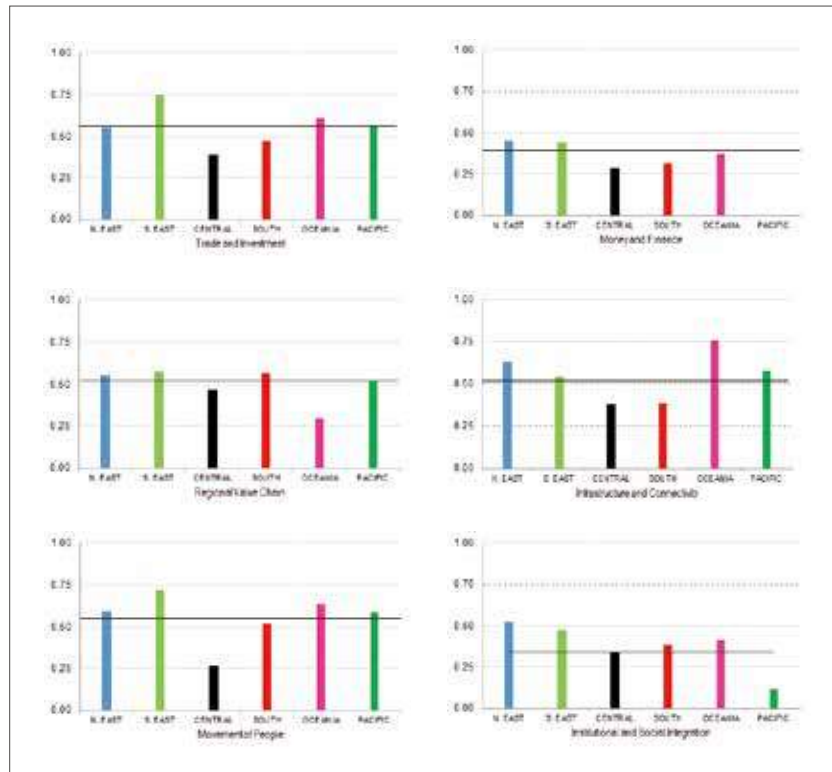 1.00
0.75
0.50
0.25
0.00
N. EAST S. EAST CENTRAL SOUTH OCEANIA PACIFIC
Trade and Investment
1.00
0.75
0.50
0.25
0.00
N. EAST S. EAST CENTRAL SOUTH OCEANIA PACIFIC
Money and Finance
1.00
0.75
0.50
0.25
0.00
N. EAST S. EAST CENTRAL SOUTH OCEANIA PACIFIC
Regional Value Chain
1.00
0.75
0.50
0.25
0.00
N. EAST S. EAST CENTRAL SOUTH OCEANIA PACIFIC
Infrastructure and Connectivity
1.00
0.75
0.50
0.25
0.00
N. EAST S. EAST CENTRAL SOUTH OCEANIA PACIFIC
Movement of People
1.00
0.75
0.50
0.25
0.00
N. EAST S. EAST CENTRAL SOUTH OCEANIA PACIFIC
Institutional and Social Integration